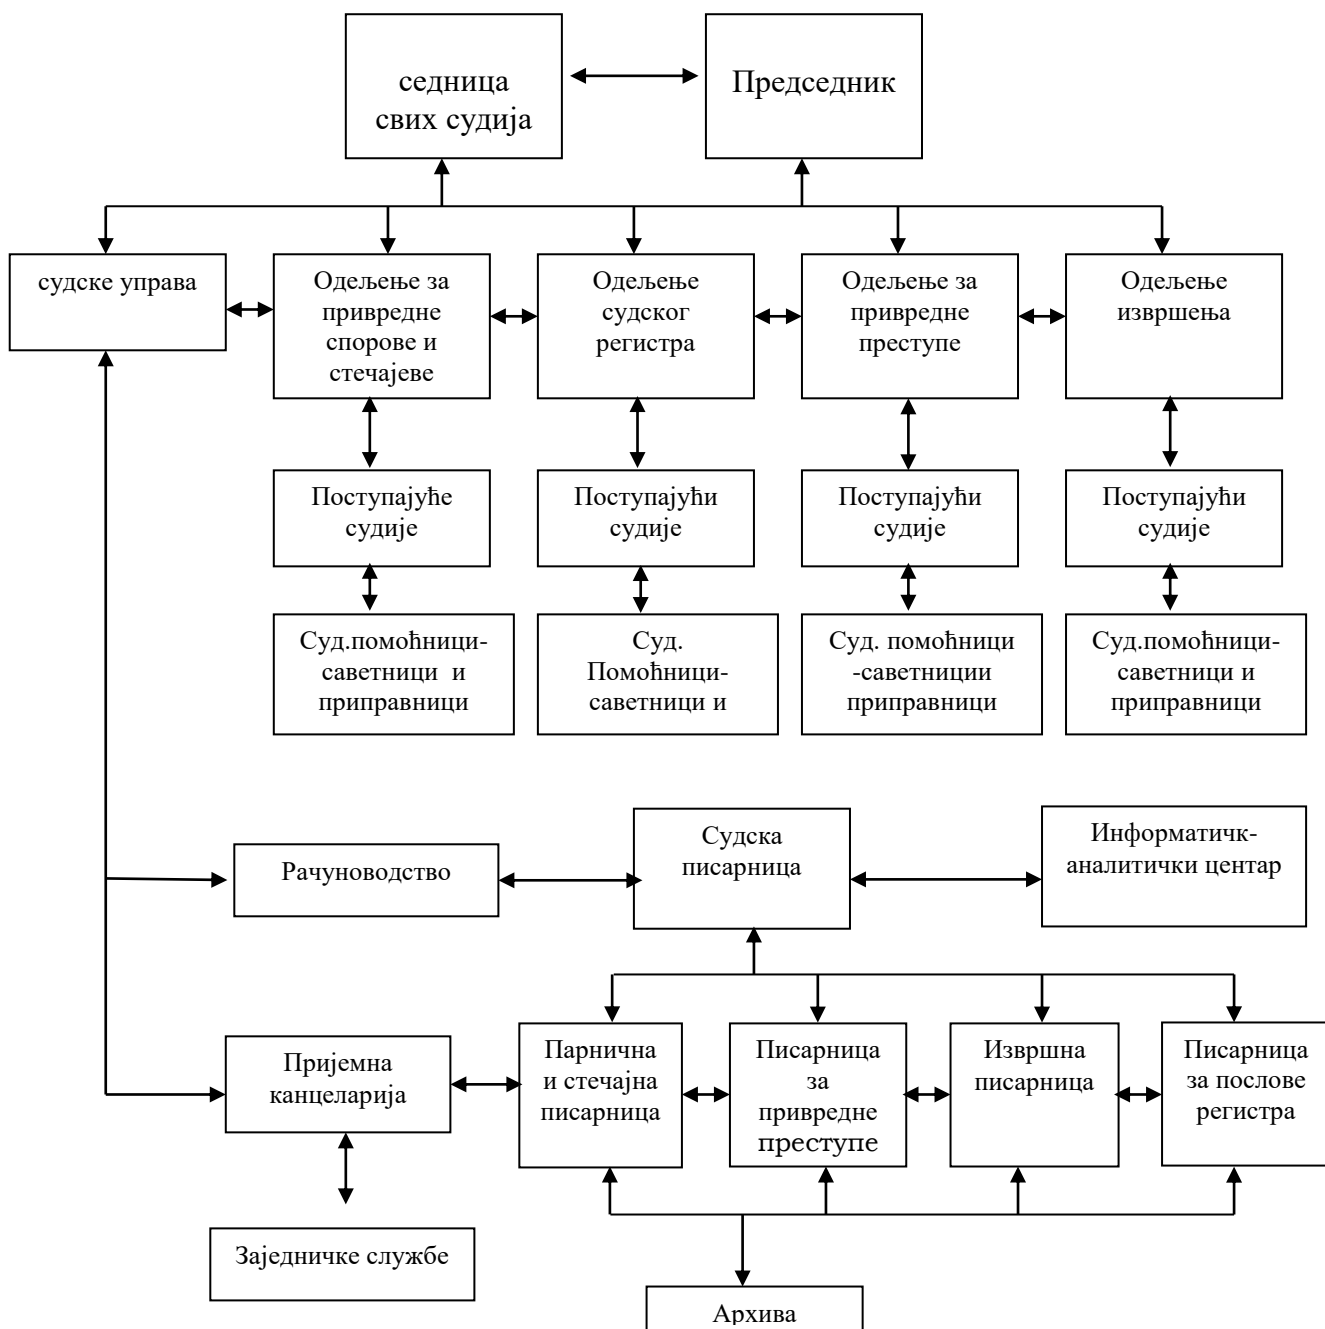 седница
свих судија
Председник
судске управа
Одељење за
привредне
спорове и
стечајеве
Одељење
судског
регистра
Одељење за
привредне
преступе
Одељење
извршења
Поступајуће
судије
Поступајући
судије
Поступајући
судије
Поступајући
судије
Суд.помоћници-
саветници и
приправници
Суд.
Помоћници-
саветници и
Суд. помоћници
-саветниции
приправници
Суд.помоћници-
саветници и
приправници
Рачуноводство
Судска
писарница
Информатичк-
аналитички центар
Пријемна
канцеларија
Парнична
и стечајна
писарница
Писарница
за
привредне
преступе
Извршна
писарница
Писарница
за послове
регистра
Заједничке службе
Архива